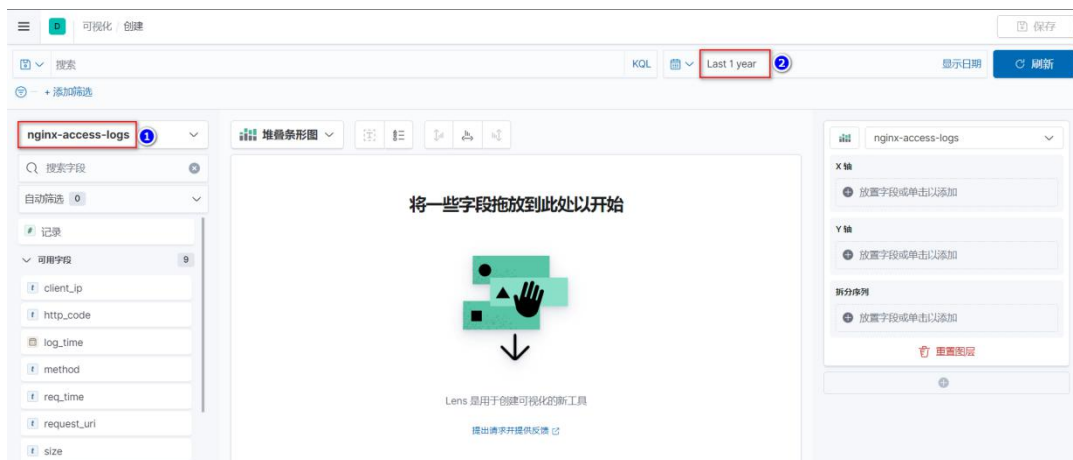 D 可视化 / 创建 保存
搜索 KQL Last 1 year 2 显示日期 刷新
+ 添加筛选
nginx-access-logs 1
搜索字段
自动筛选 0
# 记录
可用字段 9
t client_ip
t http_code
log_time
t method
t req_time
t request_uri
t size
堆叠条形图
将一些字段拖放到此处以开始
Lens 是用于创建可视化的新工具
提出请求并提供反馈
nginx-access-logs
X 轴
放置字段或单击以添加
Y 轴
放置字段或单击以添加
拆分序列
放置字段或单击以添加
重置图层